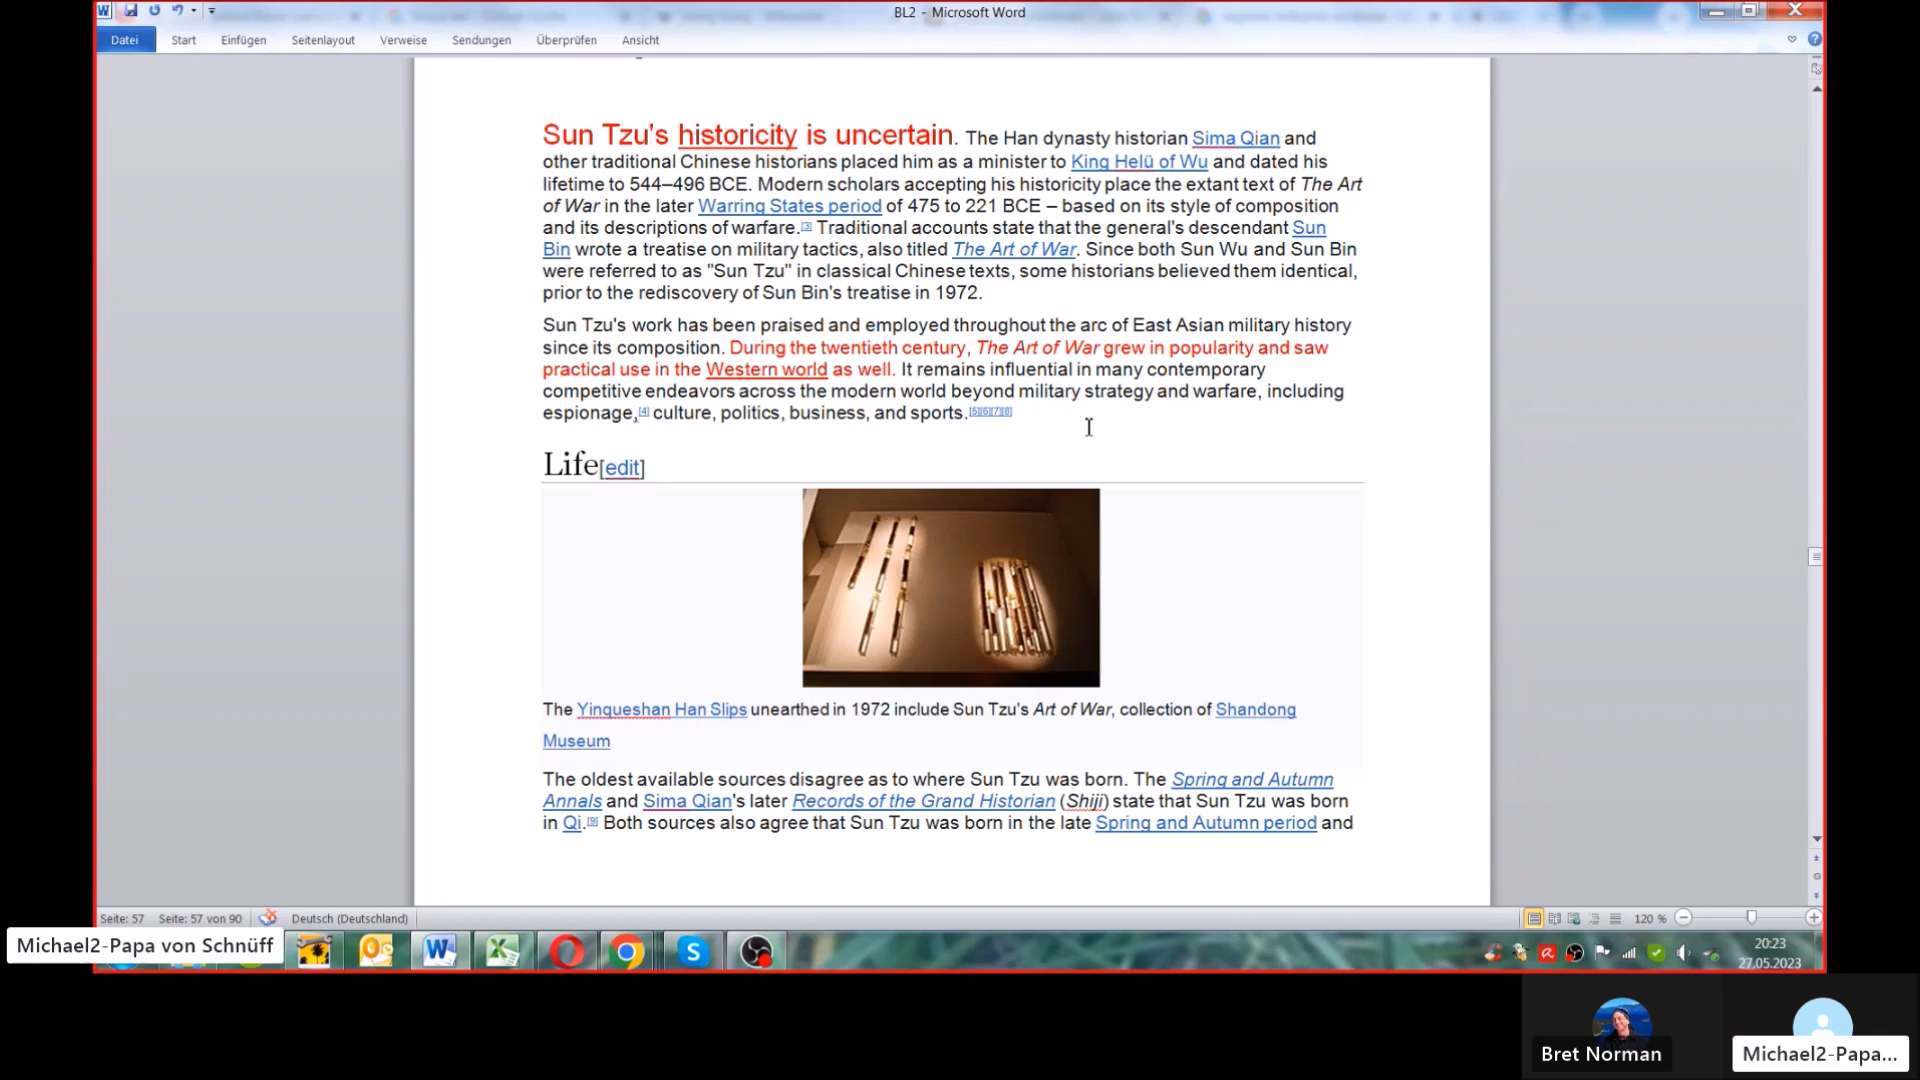 BL2 - Microsoft Word
Datei Start Einfügen Seitenlayout Verweise Sendungen Überprüfen Ansicht
Sun Tzu's historicity is uncertain. The Han dynasty historian Sima Qian and
other traditional Chinese historians placed him as a minister to King Helü of Wu and dated his
lifetime to 544–496 BCE. Modern scholars accepting his historicity place the extant text of The Art
of War in the later Warring States period of 475 to 221 BCE – based on its style of composition
and its descriptions of warfare.[3] Traditional accounts state that the general's descendant Sun
Bin wrote a treatise on military tactics, also titled The Art of War. Since both Sun Wu and Sun Bin
were referred to as "Sun Tzu" in classical Chinese texts, some historians believed them identical,
prior to the rediscovery of Sun Bin's treatise in 1972.
Sun Tzu's work has been praised and employed throughout the arc of East Asian military history
since its composition. During the twentieth century, The Art of War grew in popularity and saw
practical use in the Western world as well. It remains influential in many contemporary
competitive endeavors across the modern world beyond military strategy and warfare, including
espionage,[4] culture, politics, business, and sports.[5][6][7][8]
Life[edit]
The Yinqueshan Han Slips unearthed in 1972 include Sun Tzu's Art of War, collection of Shandong
Museum
The oldest available sources disagree as to where Sun Tzu was born. The Spring and Autumn
Annals and Sima Qian's later Records of the Grand Historian (Shiji) state that Sun Tzu was born
in Qi.[9] Both sources also agree that Sun Tzu was born in the late Spring and Autumn period and
Seite: 57 Seite: 57 von 90 Deutsch (Deutschland) 120 %
Michael2-Papa von Schnüff
20:23
27.05.2023
Bret Norman
Michael2-Papa...